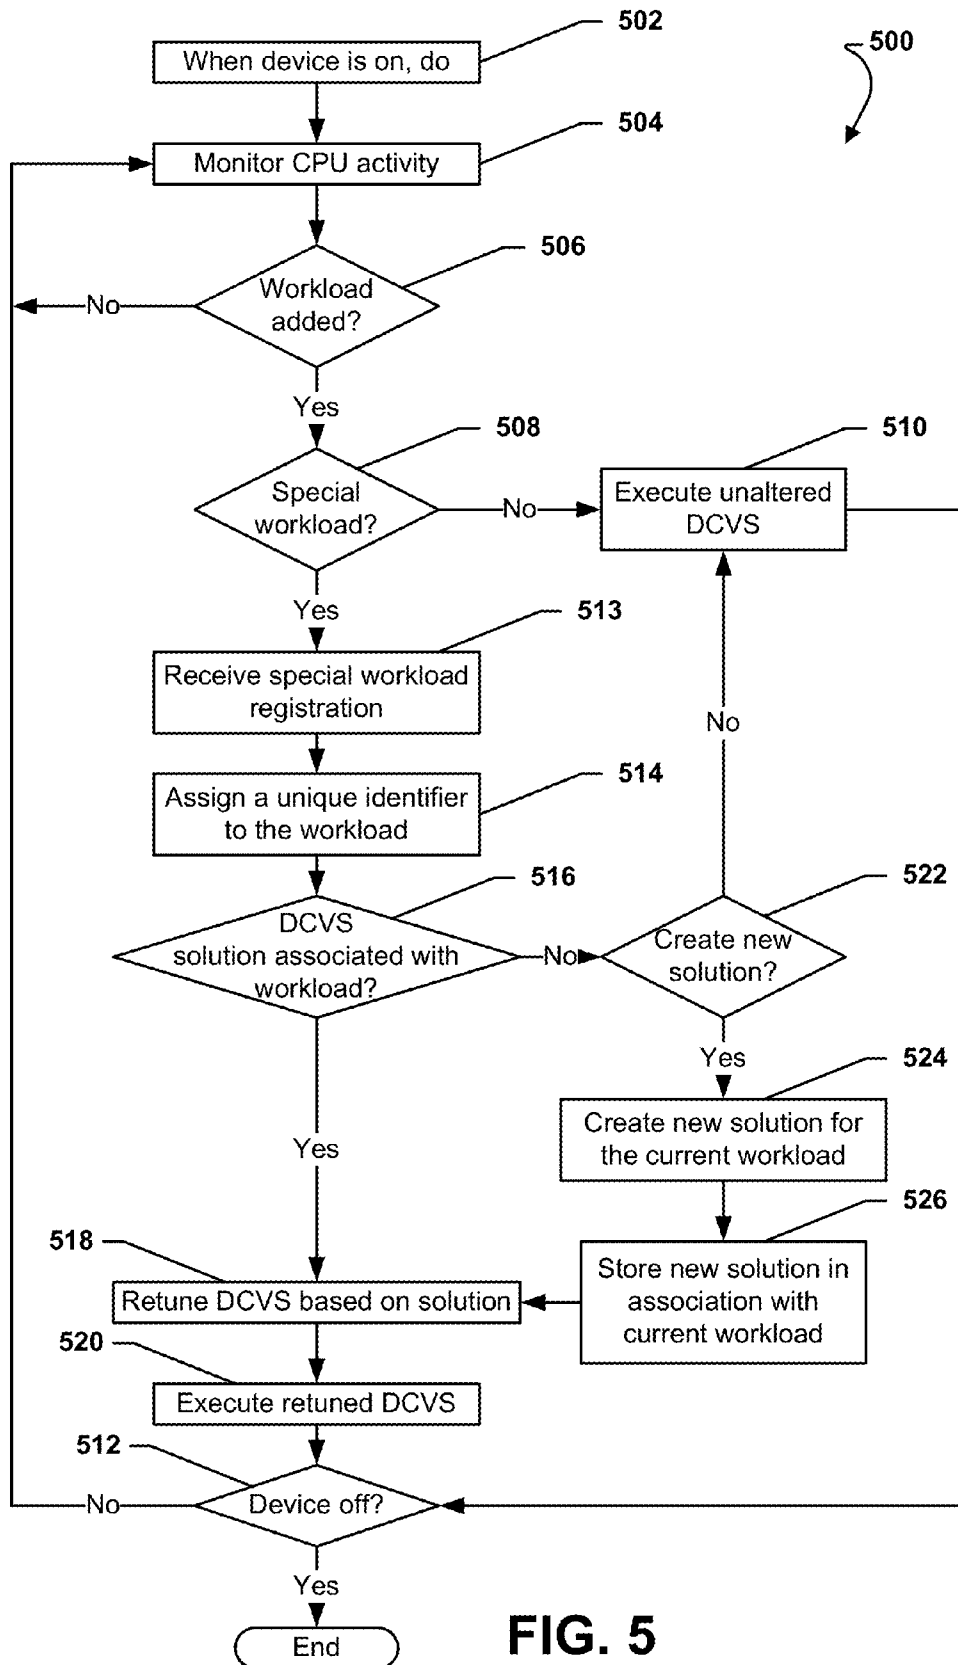 502
When device is on, do
500
504
Monitor CPU activity
506
Workload
added?
No
Yes
508
Special
workload?
No
510
Execute unaltered
DCVS
Yes
513
Receive special workload
registration
No
514
Assign a unique identifier
to the workload
516
DCVS
solution associated with
workload?
No
522
Create new
solution?
Yes
524
Create new solution for
the current workload
Yes
526
Store new solution in
association with
current workload
518
Retune DCVS based on solution
520
Execute retuned DCVS
512
Device off?
No
Yes
End
FIG. 5